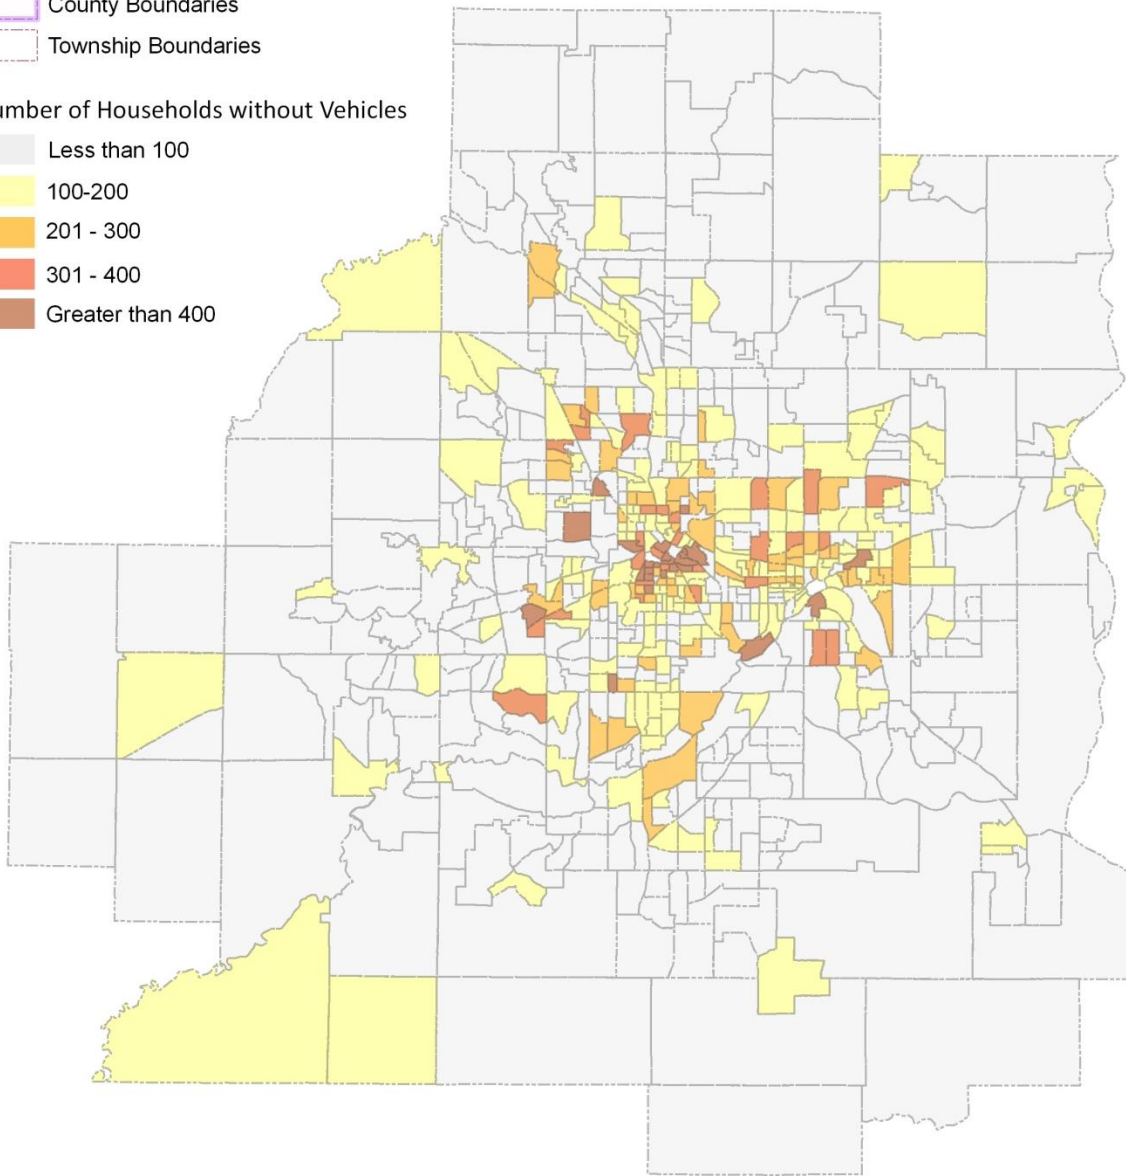 County Boundaries
Township Boundaries
umber of Households without Vehicles
Less than 100
100-200
201 - 300
301 - 400
Greater than 400